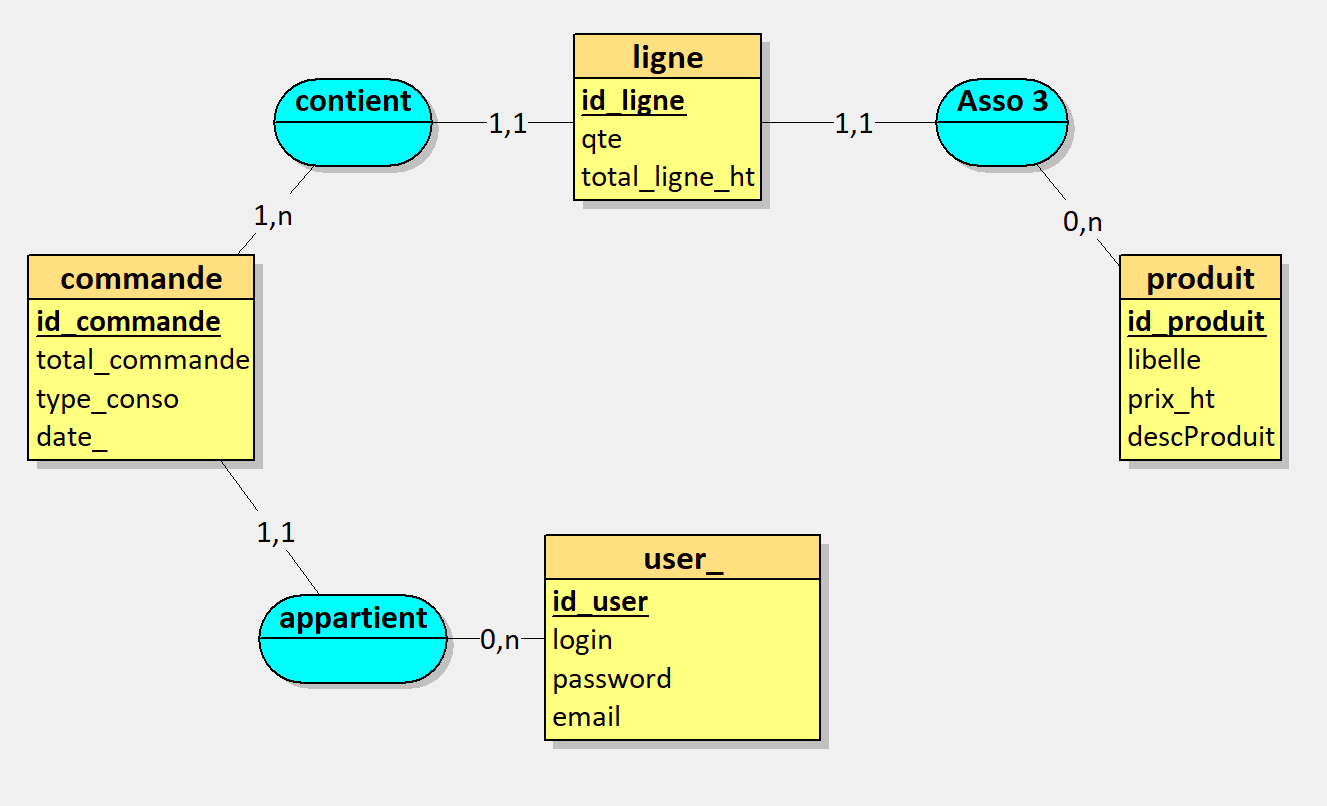 ligne
id_ligne
qte
total_ligne_ht
contient
1,1
1,1
Asso 3
1,n
0,n
commande
id_commande
total_commande
type_conso
date_
produit
id_produit
libelle
prix_ht
descProduit
1,1
appartient
0,n
user_
id_user
login
password
email